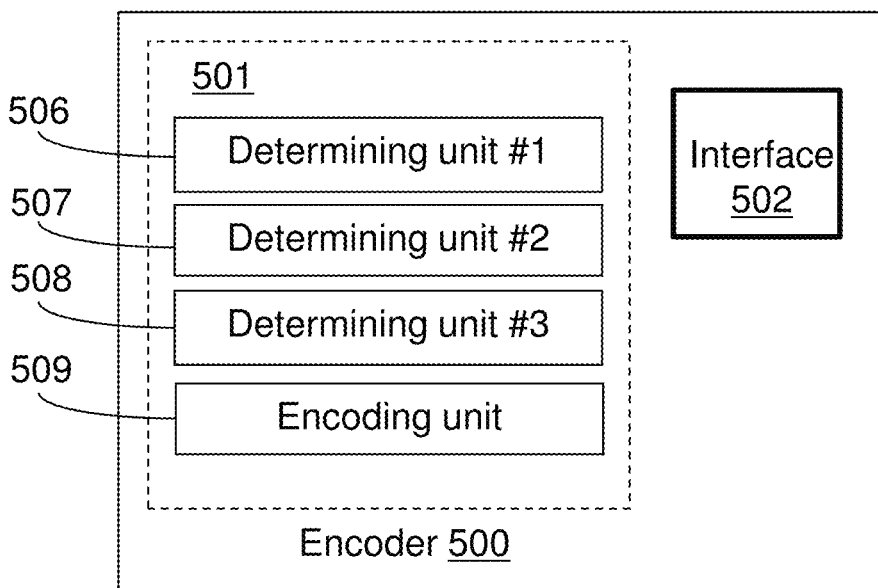 501
506
Determining unit #1
Interface
502
507
Determining unit #2
508
Determining unit #3
509
Encoding unit
Encoder 500